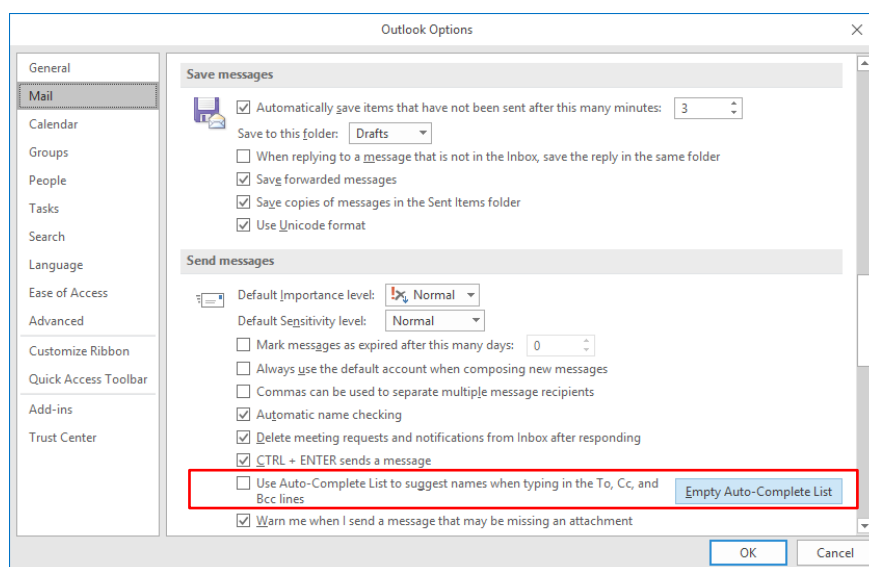 Outlook Options
General
Mail
Calendar
Groups
People
Tasks
Search
Language
Ease of Access
Advanced
Customize Ribbon
Quick Access Toolbar
Add-ins
Trust Center
Save messages
Automatically save items that have not been sent after this many minutes: 3
Save to this folder: Drafts
When replying to a message that is not in the Inbox, save the reply in the same folder
Save forwarded messages
Save copies of messages in the Sent Items folder
Use Unicode format
Send messages
Default Importance level: Normal
Default Sensitivity level: Normal
Mark messages as expired after this many days: 0
Always use the default account when composing new messages
Commas can be used to separate multiple message recipients
Automatic name checking
Delete meeting requests and notifications from Inbox after responding
CTRL + ENTER sends a message
Use Auto-Complete List to suggest names when typing in the To, Cc, and
Bcc lines
Empty Auto-Complete List
Warn me when I send a message that may be missing an attachment
OK
Cancel